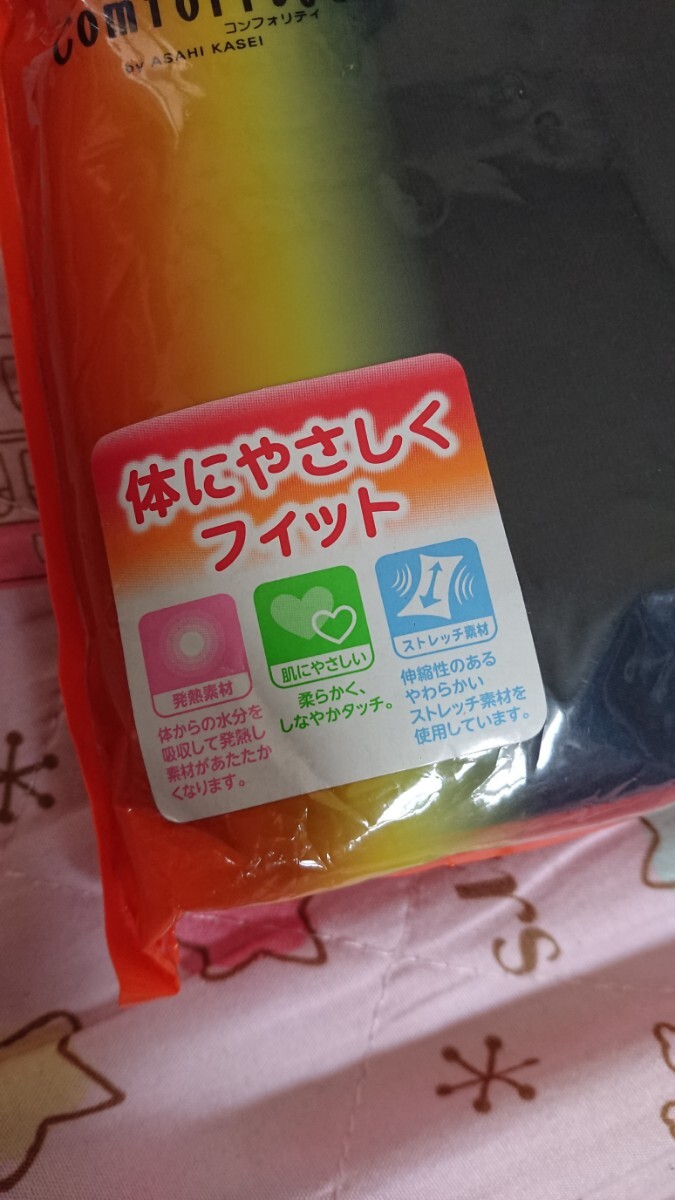 コンフォリティ
by ASAHI KASEI
体にやさしく
フィット
発熱素材
体からの水分を
吸収して発熱し
素材があたたか
くなります。
肌にやさしい
柔らかく、
しなやかタッチ。
ストレッチ素材
伸縮性のある
やわらかい
ストレッチ素材を
使用しています。
rs